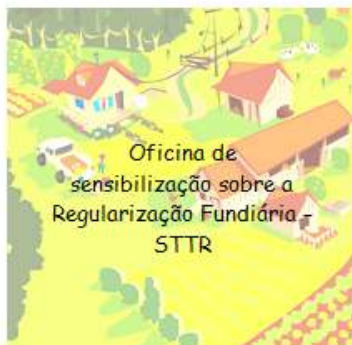 Oficina de
sensibilização sobre a
Regularização Fundiária -
STTR